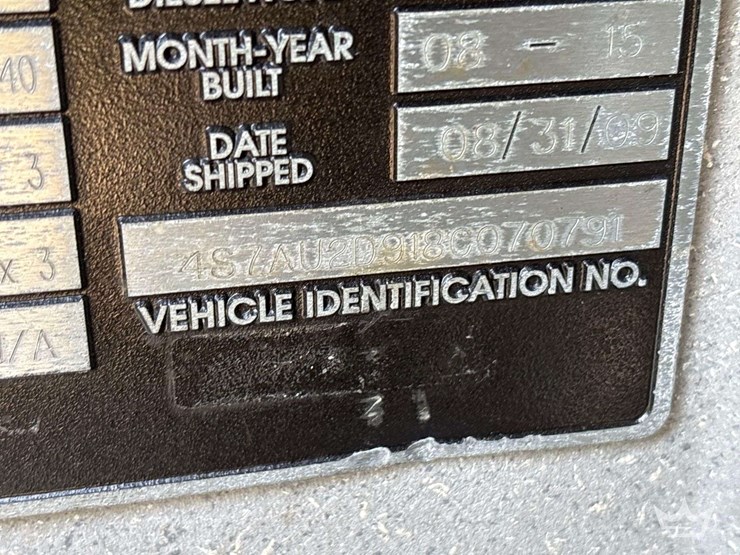 MONTH-YEAR BUILT 08 - 15
40
DATE SHIPPED 08/31/09
3
4S7AU2D918C070791
x 3
VEHICLE IDENTIFICATION NO.
/A